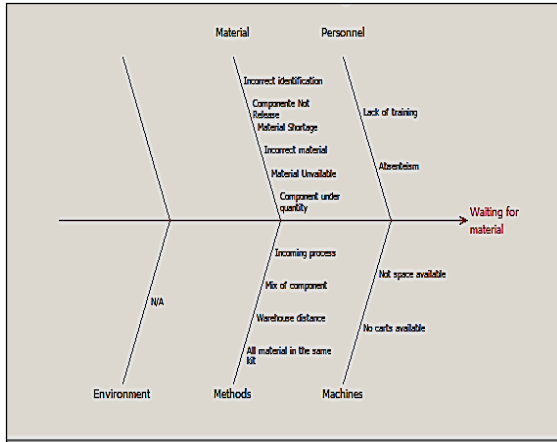 Material
Personnel
Incorrect identification
Componente Not
Release
Material Shortage
Incorrect material
Material Unvailable
Component under
quantity
Lack of training
Absenteism
Waiting for
material
Incoming process
Mix of component
Warehouse distance
All material in the same
kit
Not space available
No carts available
N/A
Environment
Methods
Machines